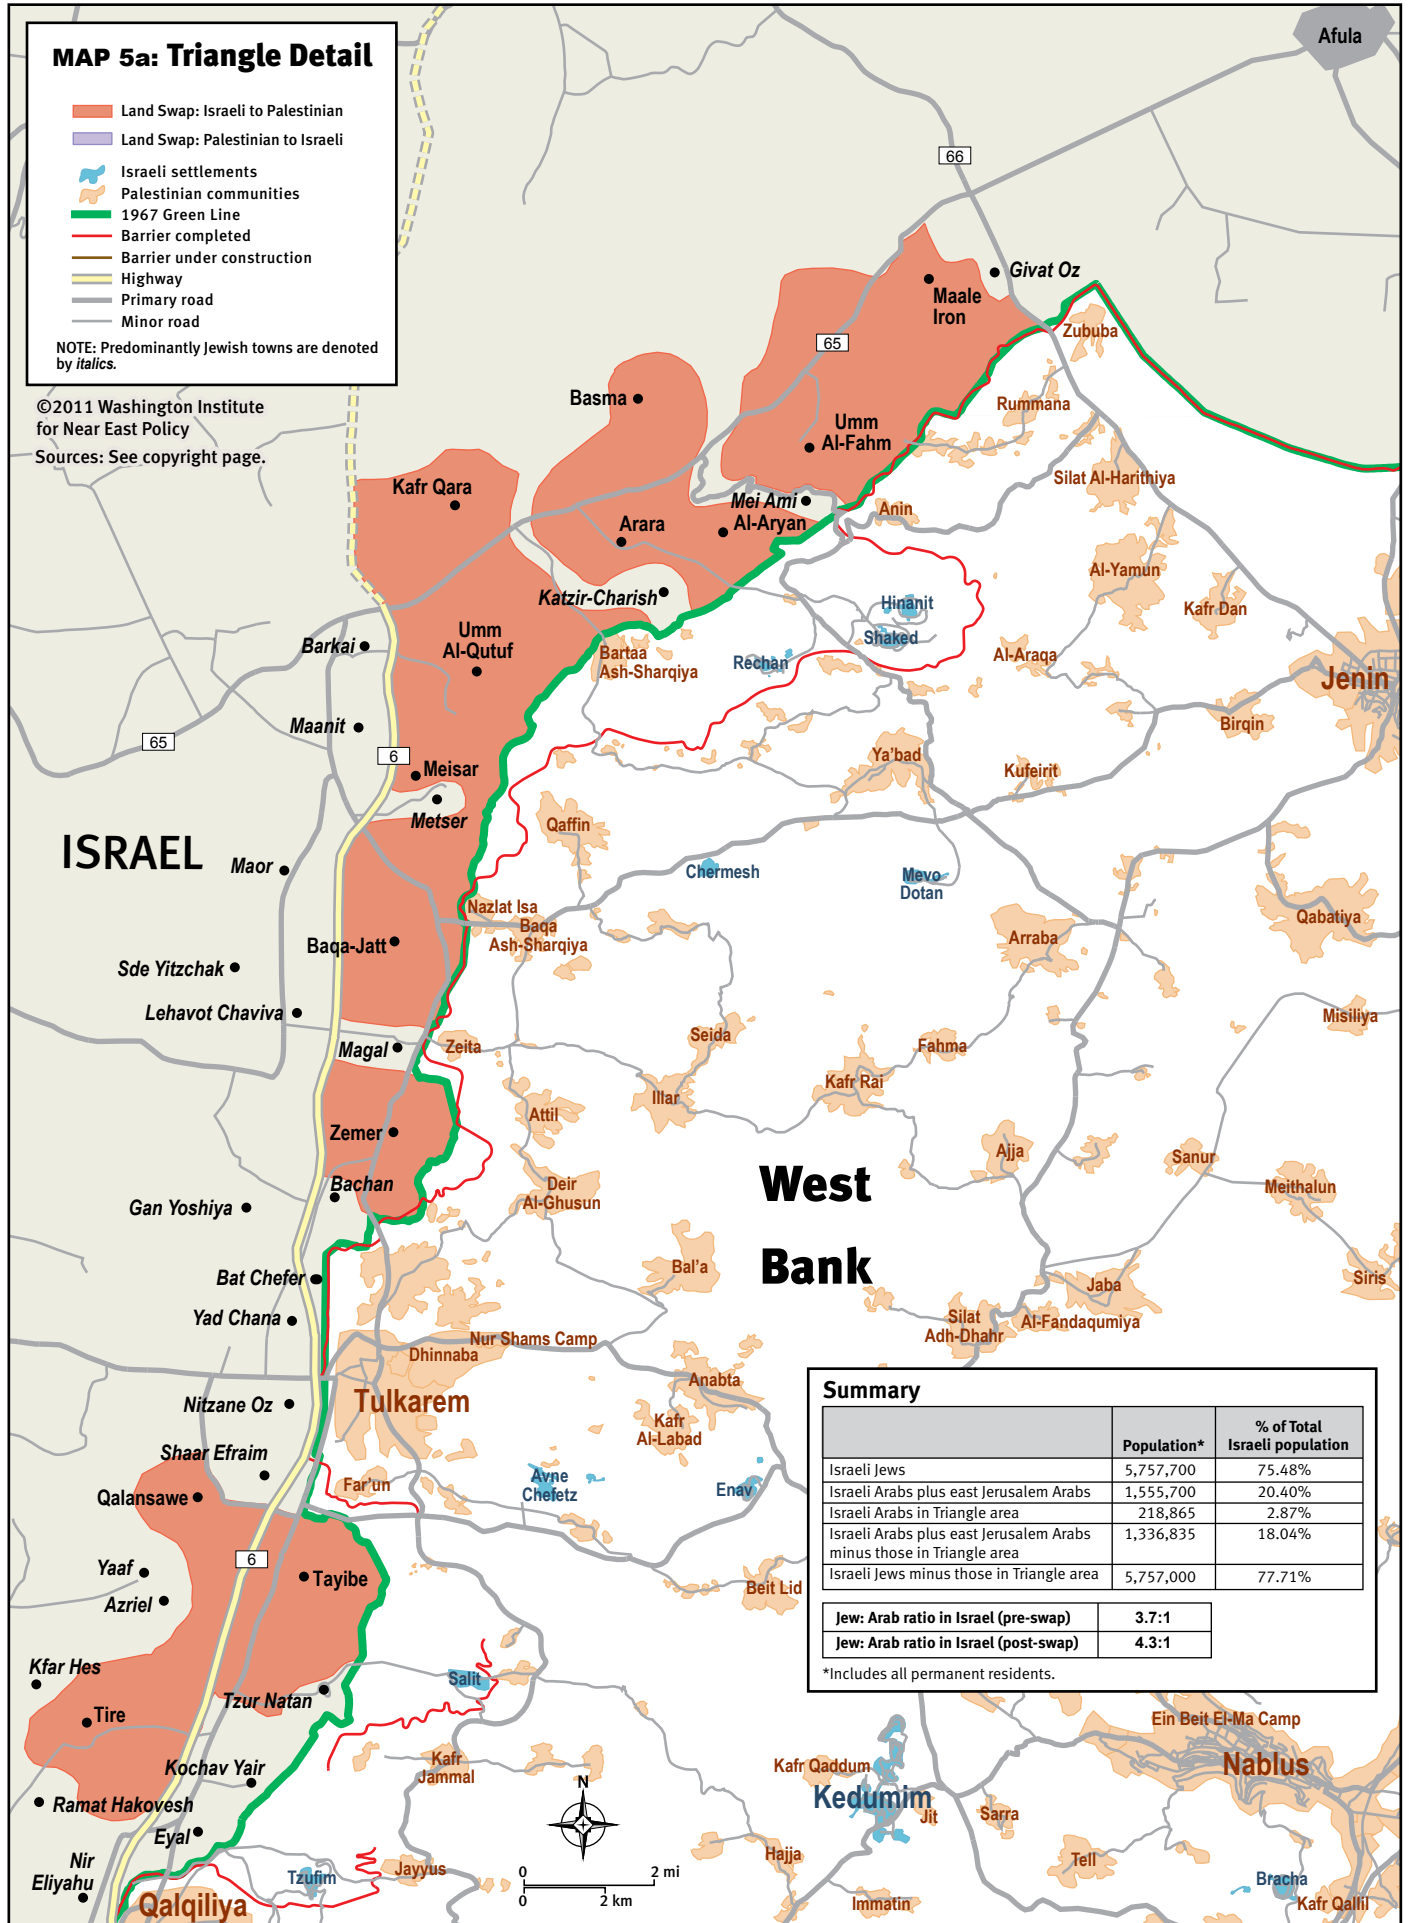 MAP 5a: Triangle Detail
Land Swap: Israeli to Palestinian
Land Swap: Palestinian to Israeli
Israeli settlements
Palestinian communities
1967 Green Line
Barrier completed
Barrier under construction
Highway
Primary road
Minor road
NOTE: Predominantly Jewish towns are denoted
by italics.
©2011 Washington Institute
for Near East Policy
Sources: See copyright page.
Afula
66
Givat Oz
Maale
Iron
Zububa
65
Basma
Rummana
Umm
Al-Fahm
Kafr Qara
Silat Al-Harithiya
Mei Ami
Anin
Arara
Al-Aryan
Al-Yamun
Katzir-Charish
Hinanit
Kafr Dan
Shaked
Umm
Al-Qutuf
Barkai
Bartaa
Ash-Sharqiya
Rechan
Al-Araqa
Jenin
Maanit
Birqin
65
6
Ya'bad
Meisar
Kufeirit
Metser
Qaffin
ISRAEL
Maor
Chermesh
Mevo
Dotan
Nazlat Isa
Baqa
Ash-Sharqiya
Qabatiya
Baqa-Jatt
Arraba
Sde Yitzchak
Lehavot Chaviva
Misiliya
Magal
Zeita
Seida
Fahma
Kafr Rai
Illar
Attil
Zemer
Ajja
Sanur
West
Bank
Bachan
Deir
Al-Ghusun
Meithalun
Gan Yoshiya
Bal'a
Bat Chefer
Siris
Jaba
Yad Chana
Silat
Adh-Dhahr
Al-Fandaqumiya
Nur Shams Camp
Dhinnaba
Anabta
Nitzane Oz
Tulkarem
Kafr
Al-Labad
Shaar Efraim
Far'un
Avne
Chefetz
Enav
Qalansawe
6
Yaaf
Tayibe
Azriel
Beit Lid
Kfar Hes
Salit
Tzur Natan
Tire
Kochav Yair
Kafr
Jammal
Ramat Hakovesh
Eyal
Nir
Eliyahu
Tzufim
Jayyus
Qalqiliya
N
0 2 mi
0 2 km
Summary
Population* % of Total Israeli population
Israeli Jews 5,757,700 75.48%
Israeli Arabs plus east Jerusalem Arabs 1,555,700 20.40%
Israeli Arabs in Triangle area 218,865 2.87%
Israeli Arabs plus east Jerusalem Arabs 1,336,835 18.04%
minus those in Triangle area
Israeli Jews minus those in Triangle area 5,757,000 77.71%
Jew: Arab ratio in Israel (pre-swap) 3.7:1
Jew: Arab ratio in Israel (post-swap) 4.3:1
*Includes all permanent residents.
Ein Beit El-Ma Camp
Nablus
Kafr Qaddum
Kedumim
Jit
Sarra
Hajja
Tell
Immatin
Bracha
Kafr Qallil